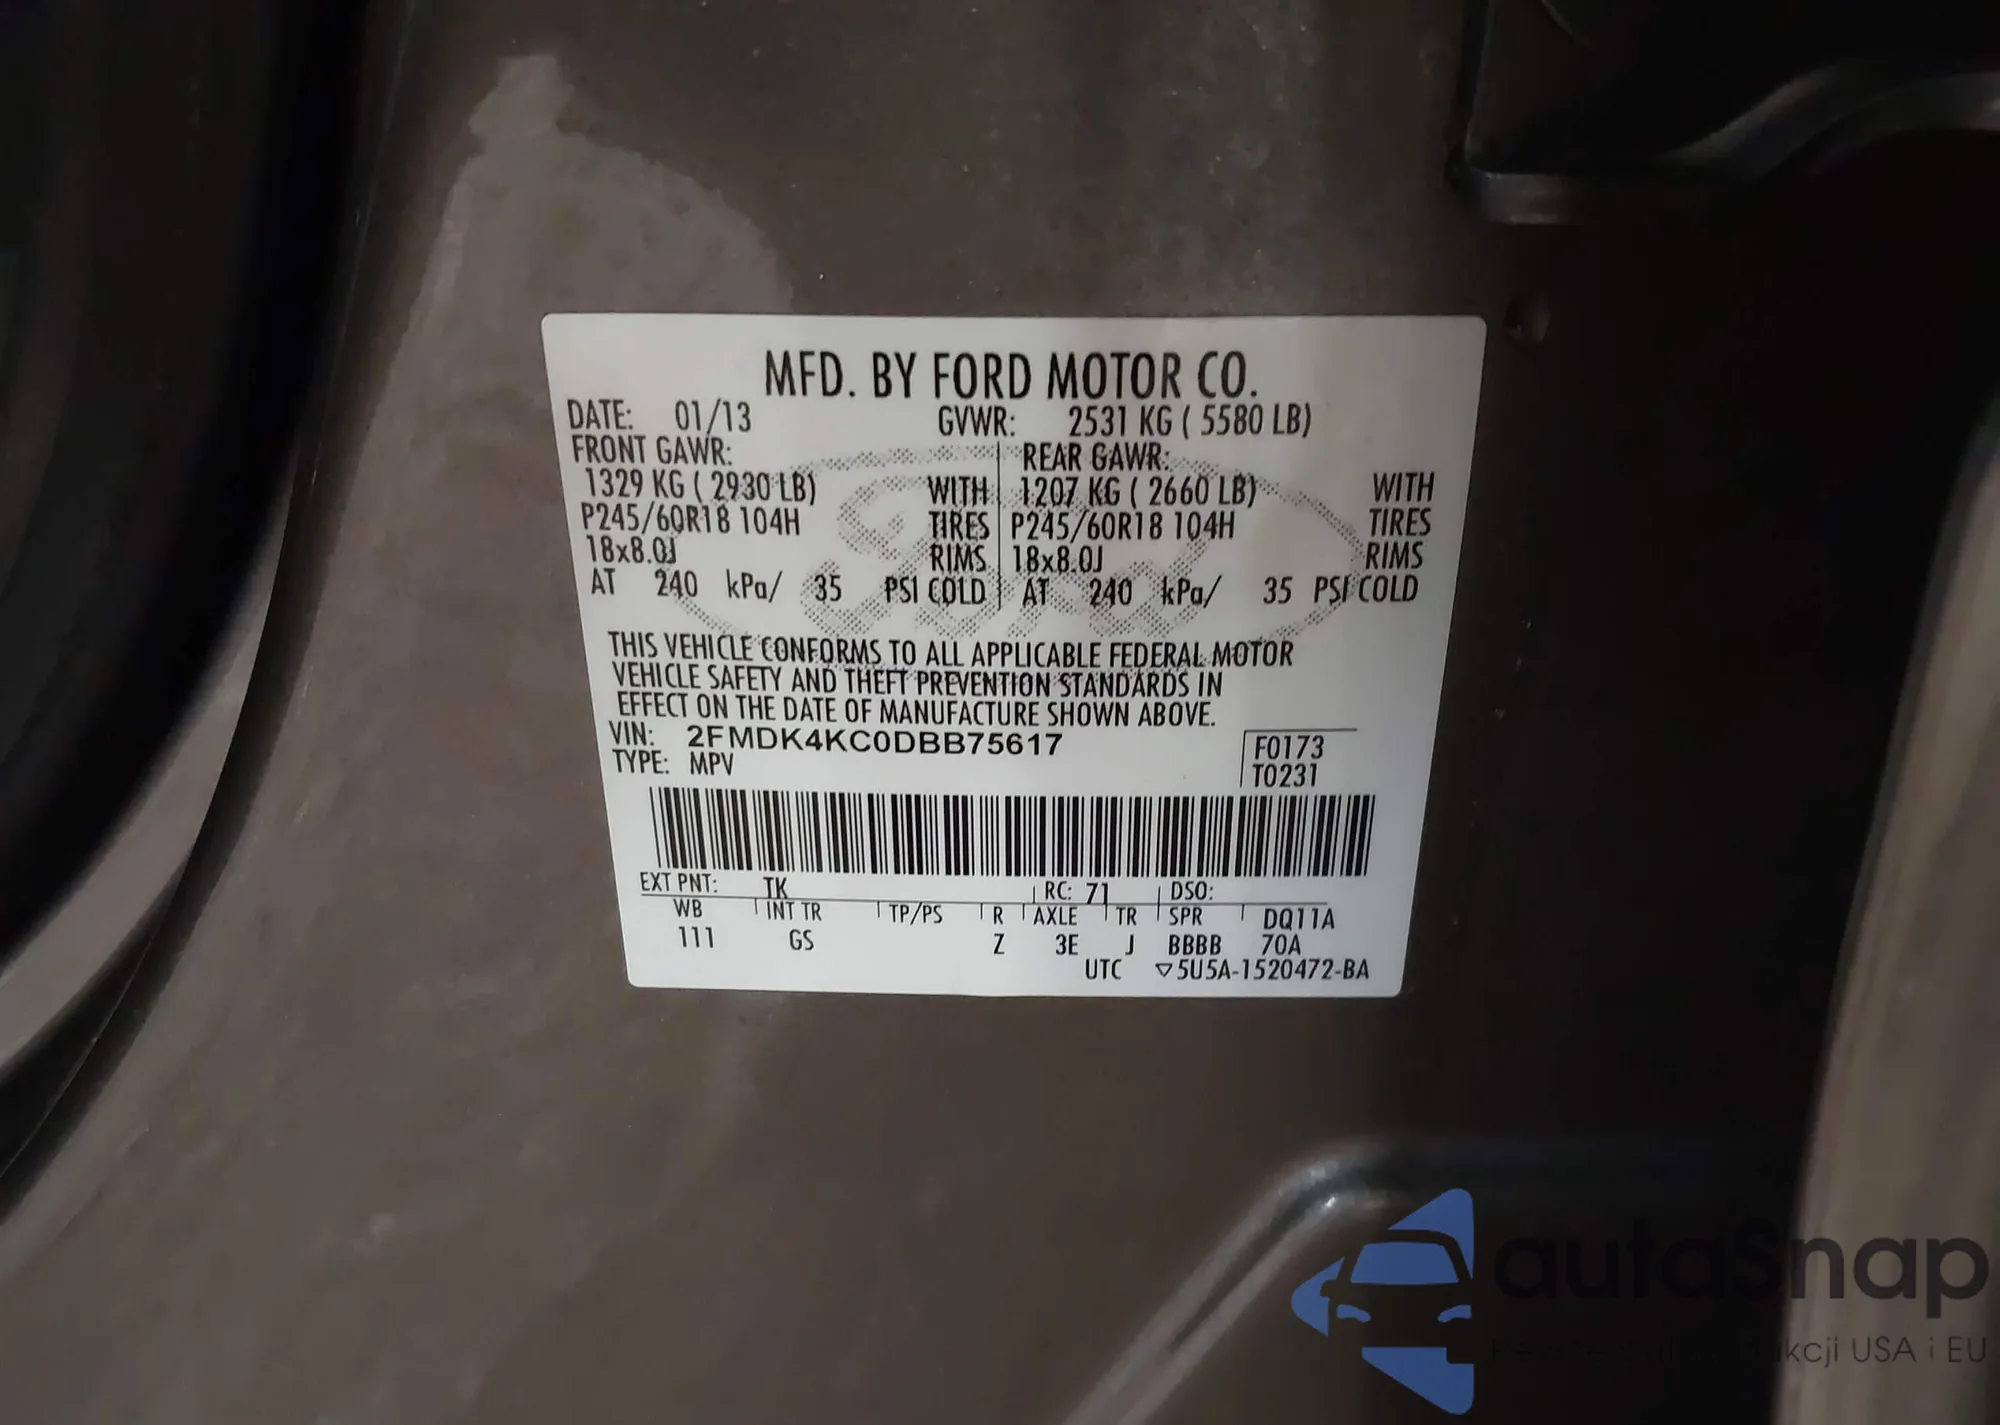 MFD. BY FORD MOTOR CO.
DATE: 01/13 GVWR: 2531 KG ( 5580 LB)
FRONT GAWR: REAR GAWR:
1329 KG ( 2930 LB) WITH 1207 KG ( 2660 LB) WITH
P245/60R18 104H TIRES P245/60R18 104H TIRES
18x8.0J RIMS 18x8.0J RIMS
AT 240 kPa/ 35 PSI COLD AT 240 kPa/ 35 PSI COLD
Ford
THIS VEHICLE CONFORMS TO ALL APPLICABLE FEDERAL MOTOR
VEHICLE SAFETY AND THEFT PREVENTION STANDARDS IN
EFFECT ON THE DATE OF MANUFACTURE SHOWN ABOVE.
VIN: 2FMDK4KC0DBB75617 F0173
TYPE: MPV T0231
EXT PNT: TK RC: 71 DSO:
WB INT TR TP/PS R AXLE TR SPR DQ11A
111 GS Z 3E J BBBB 70A
UTC ▽5U5A-1520472-BA
autaSnap
USA i EU